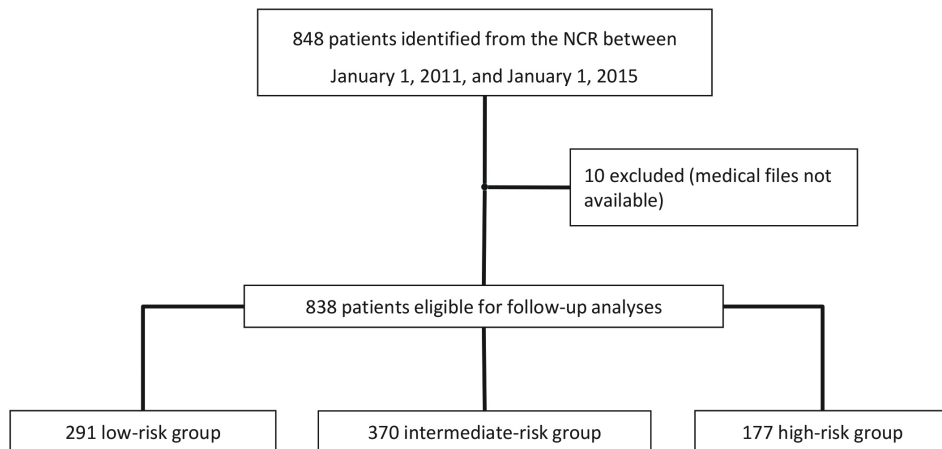 848 patients identified from the NCR between
January 1, 2011, and January 1, 2015
10 excluded (medical files not
available)
838 patients eligible for follow-up analyses
291 low-risk group
370 intermediate-risk group
177 high-risk group